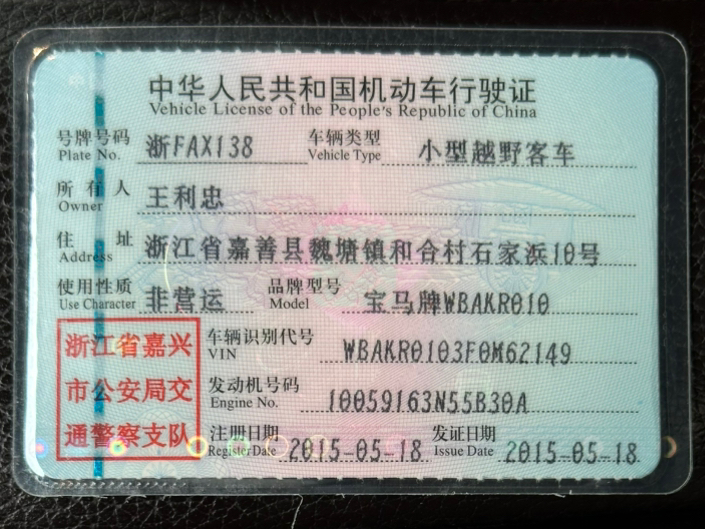 中华人民共和国机动车行驶证
Vehicle License of the People's Republic of China
号牌号码 浙FAX138 车辆类型 小型越野客车
Plate No. Vehicle Type
所有人 王利忠
Owner
住址 浙江省嘉善县魏塘镇和合村石家浜10号
Address
使用性质 非营运 品牌型号 宝马牌WBAKR010
Use Character Model
浙江省嘉兴
市公安局交
通警察支队
车辆识别代号 WBAKR0103F0M62149
VIN
发动机号码 10059163N55B30A
Engine No.
注册日期 2015-05-18 发证日期 2015-05-18
Register Date Issue Date